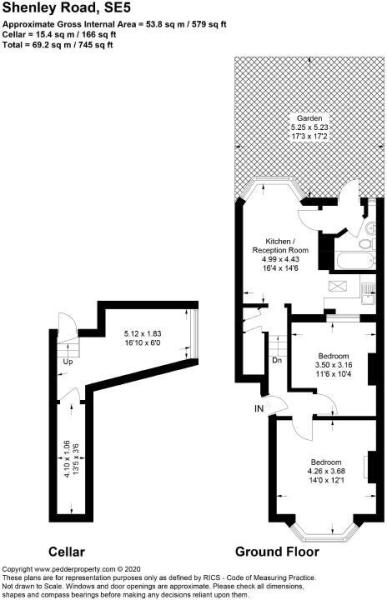 Shenley Road, SE5
Approximate Gross Internal Area = 53.8 sq m / 579 sq ft
Cellar = 15.4 sq m / 166 sq ft
Total = 69.2 sq m / 745 sq ft
Garden
5.25 x 5.23
17'3 x 17'2
Kitchen /
Reception Room
4.99 x 4.43
16'4 x 14'6
5.12 x 1.83
16'10 x 6'0
Up
Dn
Bedroom
3.50 x 3.16
11'6 x 10'4
IN
4.10 x 1.06
13'5 x 3'6
Bedroom
4.26 x 3.68
14'0 x 12'1
Cellar
Ground Floor
Copyright www.pedderproperty.com © 2020
These plans are for representation purposes only as defined by RICS - Code of Measuring Practice.
Not drawn to Scale. Windows and door openings are approximate. Please check all dimensions,
shapes and compass bearings before making any decisions reliant upon them.